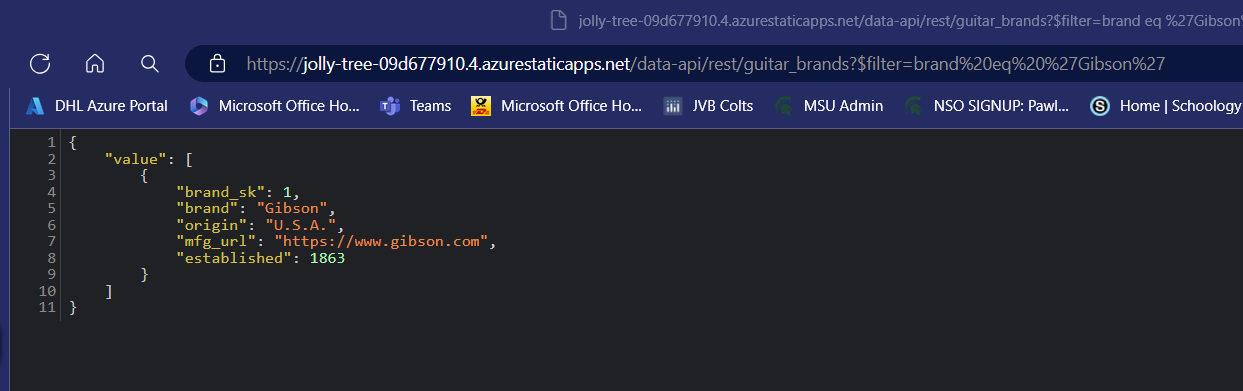 jolly-tree-09d677910.4.azurestaticapps.net/data-api/rest/guitar_brands?$filter=brand eq %27Gibson%
https://jolly-tree-09d677910.4.azurestaticapps.net/data-api/rest/guitar_brands?$filter=brand%20eq%20%27Gibson%27
DHL Azure Portal Microsoft Office Ho... Teams Microsoft Office Ho... JVB Colts MSU Admin NSO SIGNUP: Pawl... S Home | Schoology
1 {
2 "value": [
3 {
4 "brand_sk": 1,
5 "brand": "Gibson",
6 "origin": "U.S.A.",
7 "mfg_url": "https://www.gibson.com",
8 "established": 1863
9 }
10 ]
11 }